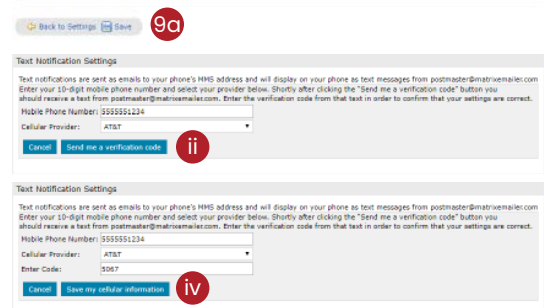 Back to Settings Save 9a
Text Notification Settings
Text notifications are sent as emails to your phone's MMS address and will display on your phone as text messages from postmaster@matrixemailer.com
Enter your 10-digit mobile phone number and select your provider below. Shortly after clicking the "Send me a verification code" button you
should receive a text from postmaster@matrixemailer.com. Enter the verification code from that text in order to confirm that your settings are correct.
Mobile Phone Number: 5555551234
Cellular Provider: AT&T
Cancel Send me a verification code ii
Text Notification Settings
Text notifications are sent as emails to your phone's MMS address and will display on your phone as text messages from postmaster@matrixemailer.com
Enter your 10-digit mobile phone number and select your provider below. Shortly after clicking the "Send me a verification code" button you
should receive a text from postmaster@matrixemailer.com. Enter the verification code from that text in order to confirm that your settings are correct.
Mobile Phone Number: 5555551234
Cellular Provider: AT&T
Enter Code: 5067
Cancel Save my cellular information iv